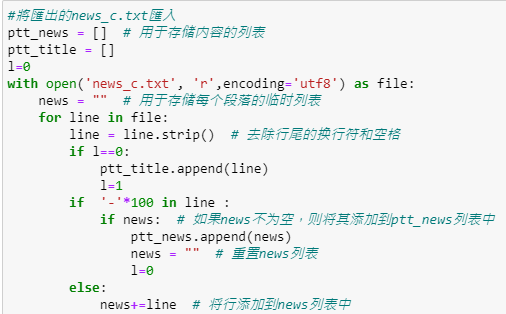 #將匯出的news_c.txt匯入
ptt_news = []  # 用于存储内容的列表
ptt_title = []
l=0
with open('news_c.txt', 'r',encoding='utf8') as file:
    news = ""  # 用于存储每个段落的临时列表
    for line in file:
        line = line.strip()  # 去除行尾的换行符和空格
        if l==0:
            ptt_title.append(line)
            l=1
        if  '-'*100 in line :
            if news:  # 如果news不为空，则将其添加到ptt_news列表中
                ptt_news.append(news)
                news = ""  # 重置news列表
                l=0
        else:
            news+=line  # 将行添加到news列表中